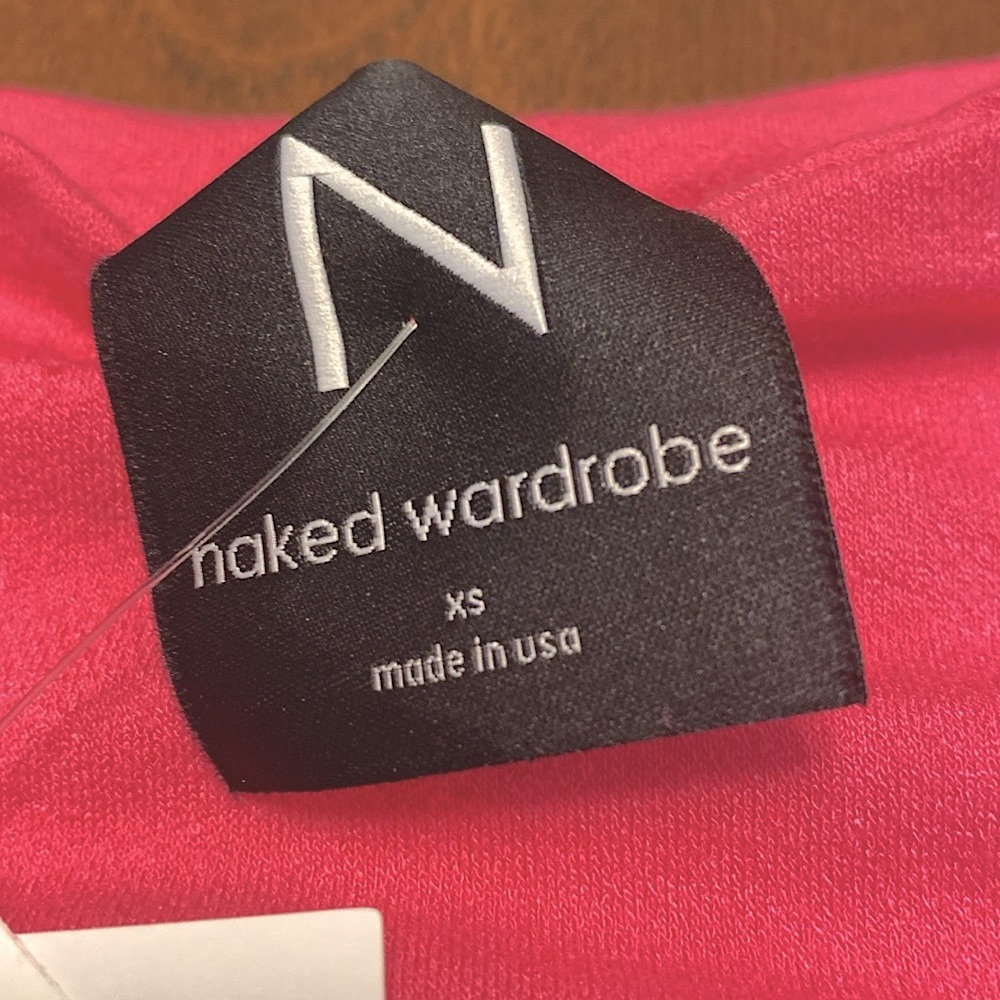 N
naked wardrobe
xs
made in usa